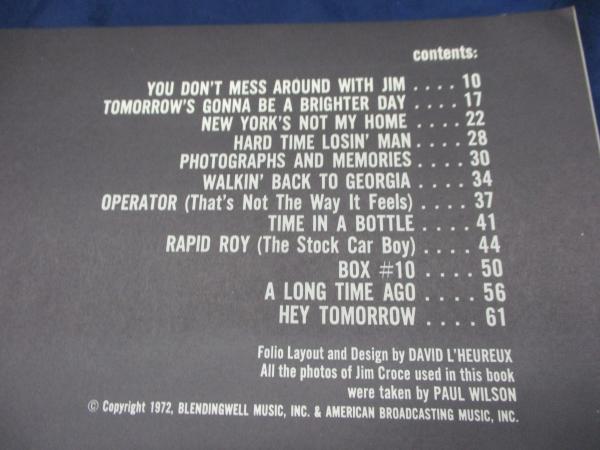 contents:
YOU DON'T MESS AROUND WITH JIM .... 10
TOMORROW'S GONNA BE A BRIGHTER DAY .... 17
NEW YORK'S NOT MY HOME .... 22
HARD TIME LOSIN' MAN .... 28
PHOTOGRAPHS AND MEMORIES .... 30
WALKIN' BACK TO GEORGIA .... 34
OPERATOR (That's Not The Way It Feels) .... 37
TIME IN A BOTTLE .... 41
RAPID ROY (The Stock Car Boy) .... 44
BOX #10 .... 50
A LONG TIME AGO .... 56
HEY TOMORROW .... 61
Folio Layout and Design by DAVID L'HEUREUX
All the photos of Jim Croce used in this book
were taken by PAUL WILSON
© Copyright 1972, BLENDINGWELL MUSIC, INC. & AMERICAN BROADCASTING MUSIC, INC.